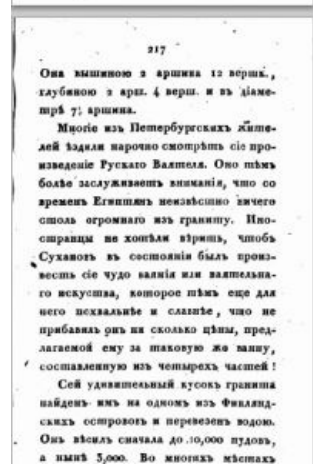 217
Она вышиною 2 аршина 12 вершк.,
глубиною 2 арш. 4 верш. и въ діаме-
трѣ 7½ аршина.
Многіе изъ Петербургскихъ жите-
лей ѣздили нарочно смотрѣть сіе про-
изведеніе Рускаго Ваятеля. Оно тѣмъ
болѣе заслуживаетъ вниманія, что со
временъ Египтянъ неизвѣстно ничего
столь огромнаго изъ граниту. Ино-
странцы не хотѣли вѣрить, чтобъ
Сухановъ въ состояніи былъ произ-
весть сіе чудо ваянія или ваятельна-
го искуства, которое тѣмъ еще для
него похвальнѣе и славнѣе, что не
прибавилъ онъ ни сколько цѣны, пред-
лагаемой ему за таковую же ванну,
составленную изъ четырехъ частей!
Сей удивительный кусокъ гранита
найденъ имъ на одномъ изъ Финлянд-
скихъ острововъ и перевезенъ водою.
Онъ вѣсилъ сначала до 10,000 пудовъ,
а нынѣ 3,000. Во многихъ мѣстахъ